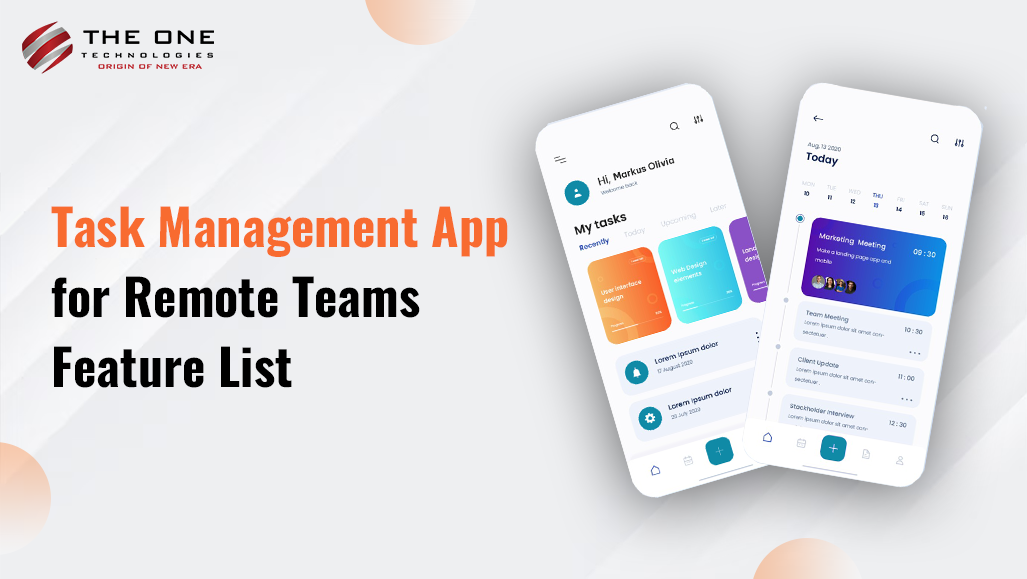 THE ONE
TECHNOLOGIES
ORIGIN OF NEW ERA
Task Management App
for Remote Teams
Feature List
Hi, Markus Olivia
Welcome back
My tasks
Recently Today Upcoming Later
User interface
design
Progress
Web Design
elements
Progress
Lorem ipsum dolor
12 August 2020
Lorem ipsum dolor
Aug, 13 2020
Today
MON TUE WED THU FRI SAT SUN
10 11 12 13 14 15 16
Marketing Meeting 09 : 30
Make a landing page app and
mobile
Team Meeting 10 : 30
Lorem ipsum dolor sit amet con-
sectetuer .
Client Update 11 : 00
Lorem ipsum dolor sit amet con-
sectetuer .
Stackholder Interview 12 : 30
Lorem ipsum dolor sit amet con-